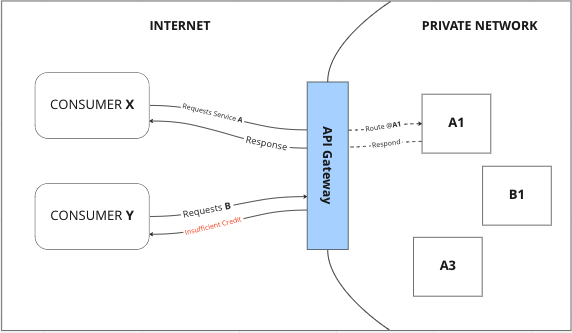 INTERNET
PRIVATE NETWORK
CONSUMER X
Requests Service A
Response
API Gateway
Route @A1
Respond
A1
B1
CONSUMER Y
Requests B
Insufficient Credit
A3